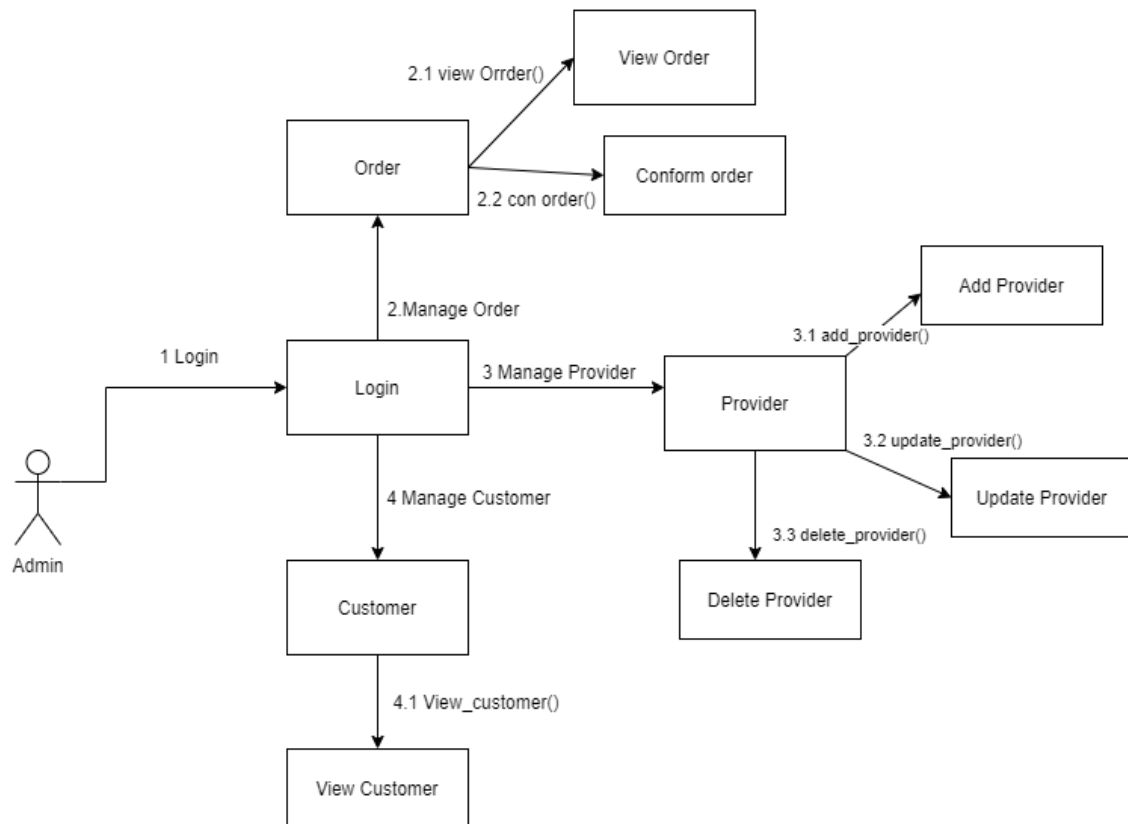 View Order
2.1 view Orrder()
Order
Conform order
2.2 con order()
Add Provider
2.Manage Order
3.1 add_provider()
1 Login
Login
3 Manage Provider
Provider
3.2 update_provider()
4 Manage Customer
Update Provider
3.3 delete_provider()
Admin
Customer
Delete Provider
4.1 View_customer()
View Customer